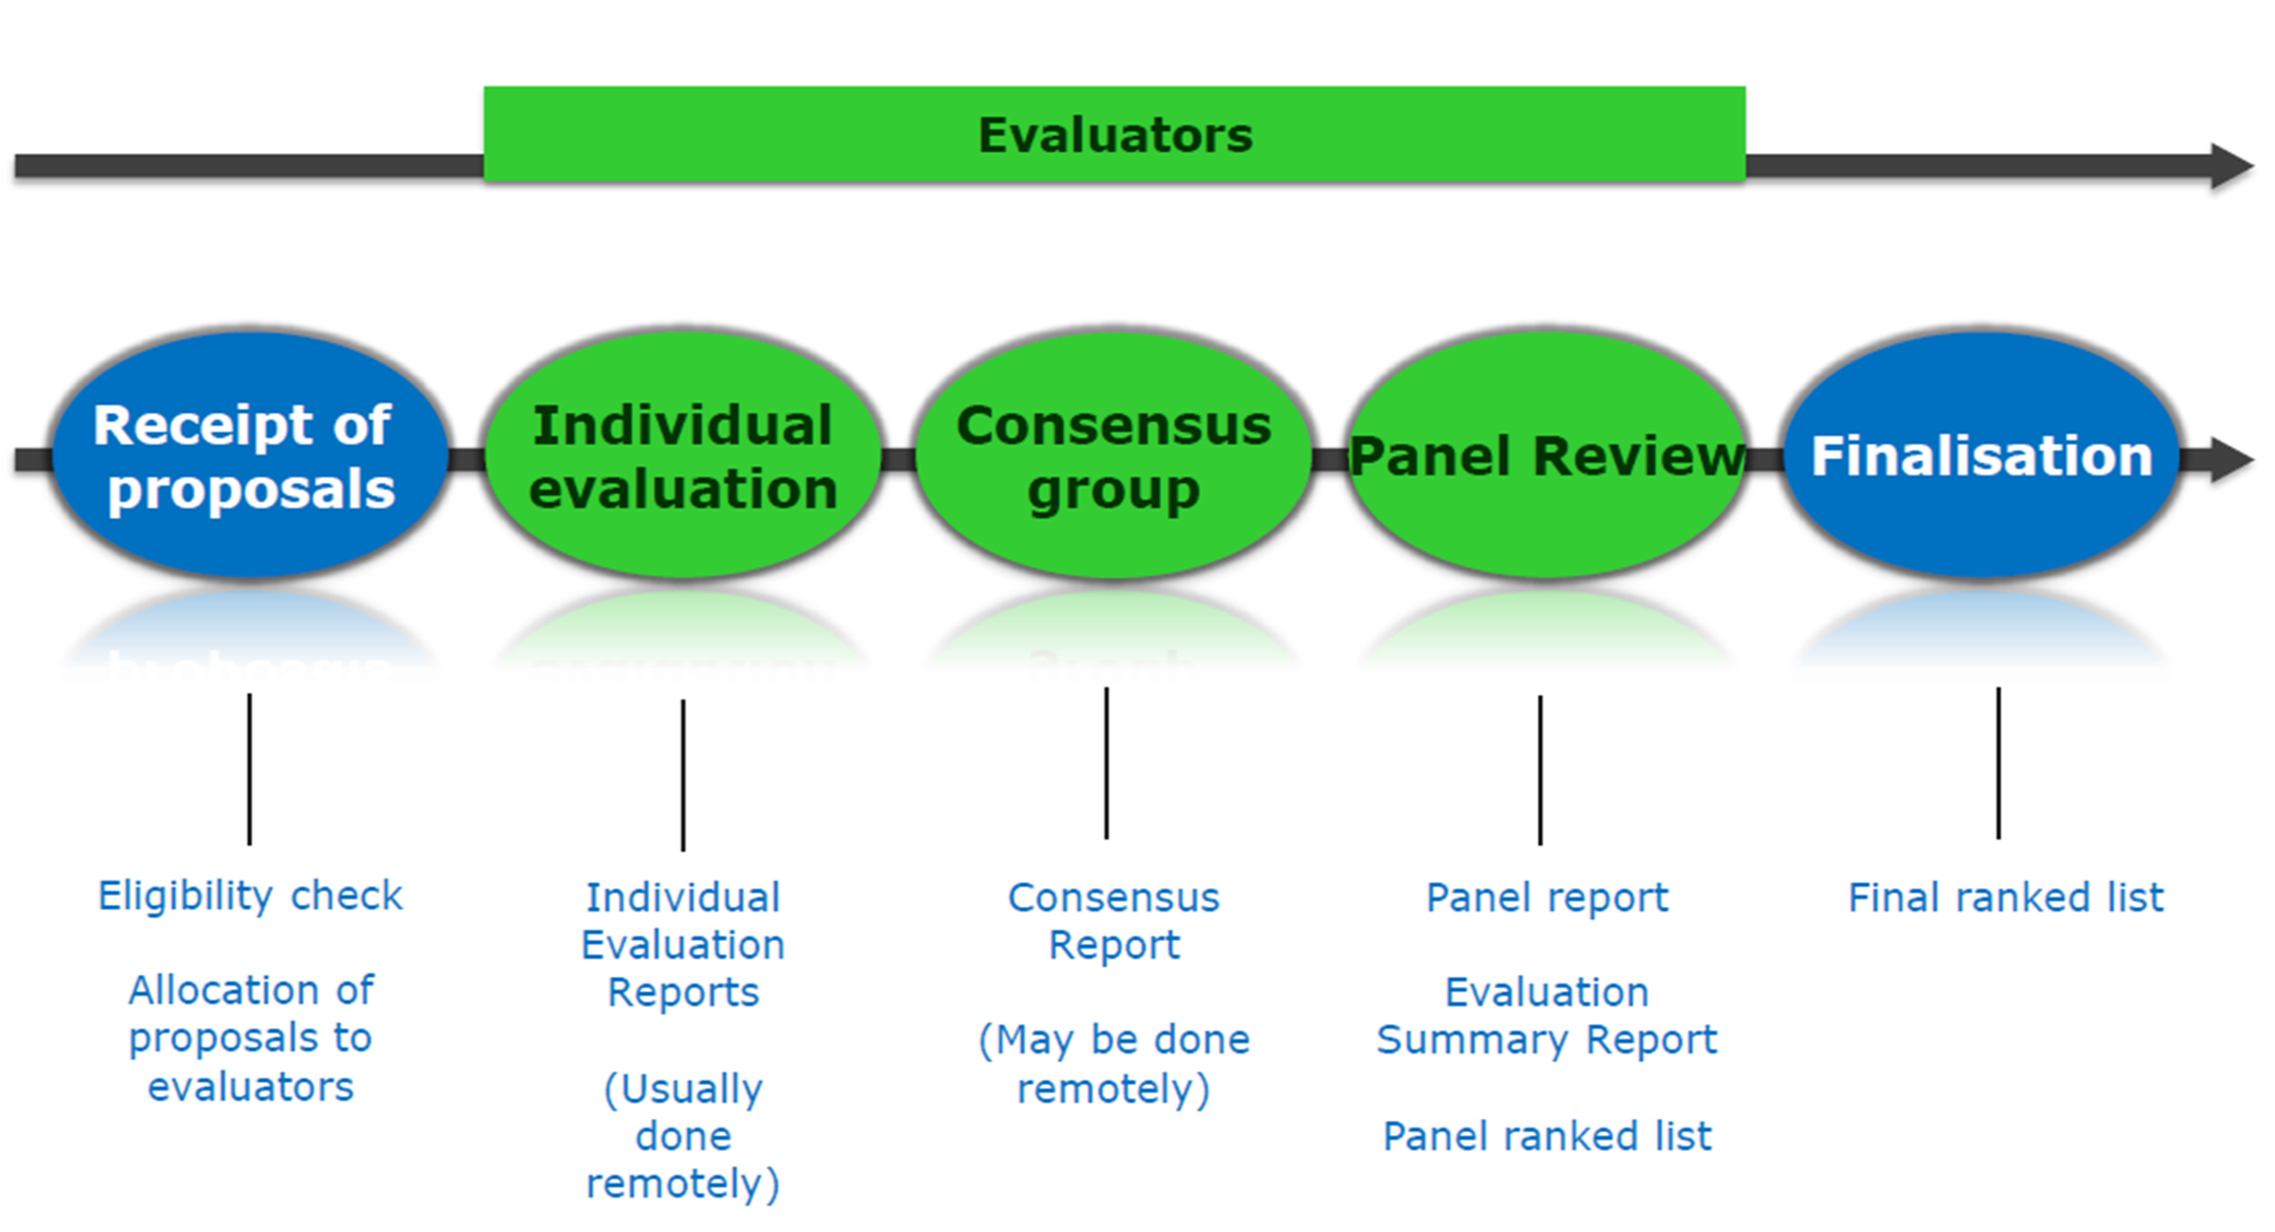 Evaluators
Receipt of
proposals
Individual
evaluation
Consensus
group
Panel Review
Finalisation
Eligibility check
Allocation of
proposals to
evaluators
Individual
Evaluation
Reports
(Usually
done
remotely)
Consensus
Report
(May be done
remotely)
Panel report
Evaluation
Summary Report
Panel ranked list
Final ranked list